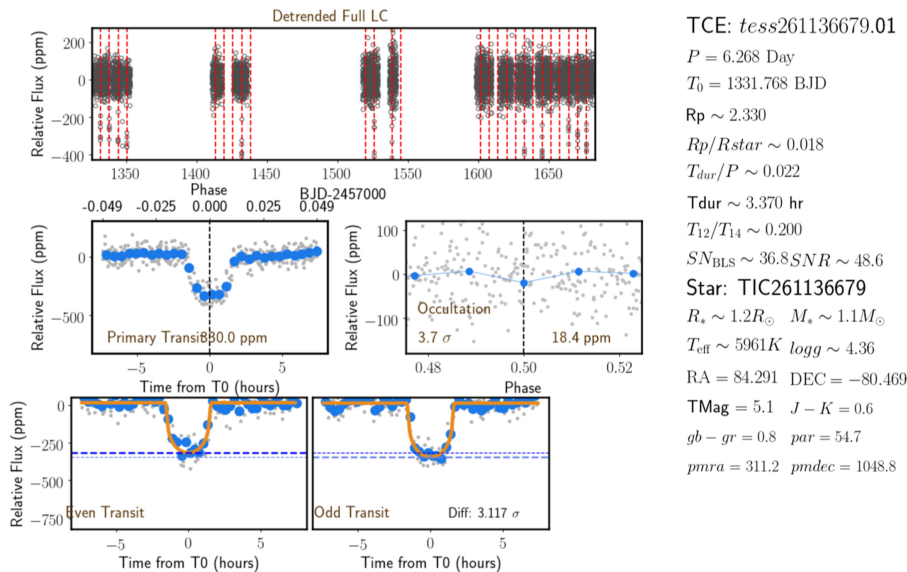 Detrended Full LC
Relative Flux (ppm)
200
0
−200
−400
1350 1400 1450 1500 1550 1600 1650
BJD-2457000
Phase
-0.049 -0.025 0.000 0.025 0.049
Relative Flux (ppm)
0
−500
Primary Transit
330.0 ppm
−5 0 5
Time from T0 (hours)
100
0
−100
Relative Flux (ppm)
Occultation
3.7 σ 18.4 ppm
0.48 0.50 0.52
Phase
Relative Flux (ppm)
0
−250
−500
−750
Even Transit
−5 0 5
Time from T0 (hours)
Odd Transit Diff: 3.117 σ
−5 0 5
Time from T0 (hours)
TCE: tess261136679.01
P = 6.268 Day
T₀ = 1331.768 BJD
Rp ∼ 2.330
Rp/Rstar ∼ 0.018
T_dur/P ∼ 0.022
Tdur ∼ 3.370 hr
T₁₂/T₁₄ ∼ 0.200
SN_BLS ∼ 36.8 SNR ∼ 48.6
Star: TIC261136679
R∗ ∼ 1.2R⊙ M∗ ∼ 1.1M⊙
T_eff ∼ 5961K logg ∼ 4.36
RA = 84.291 DEC = −80.469
TMag = 5.1 J − K = 0.6
gb − gr = 0.8 par = 54.7
pmra = 311.2 pmdec = 1048.8